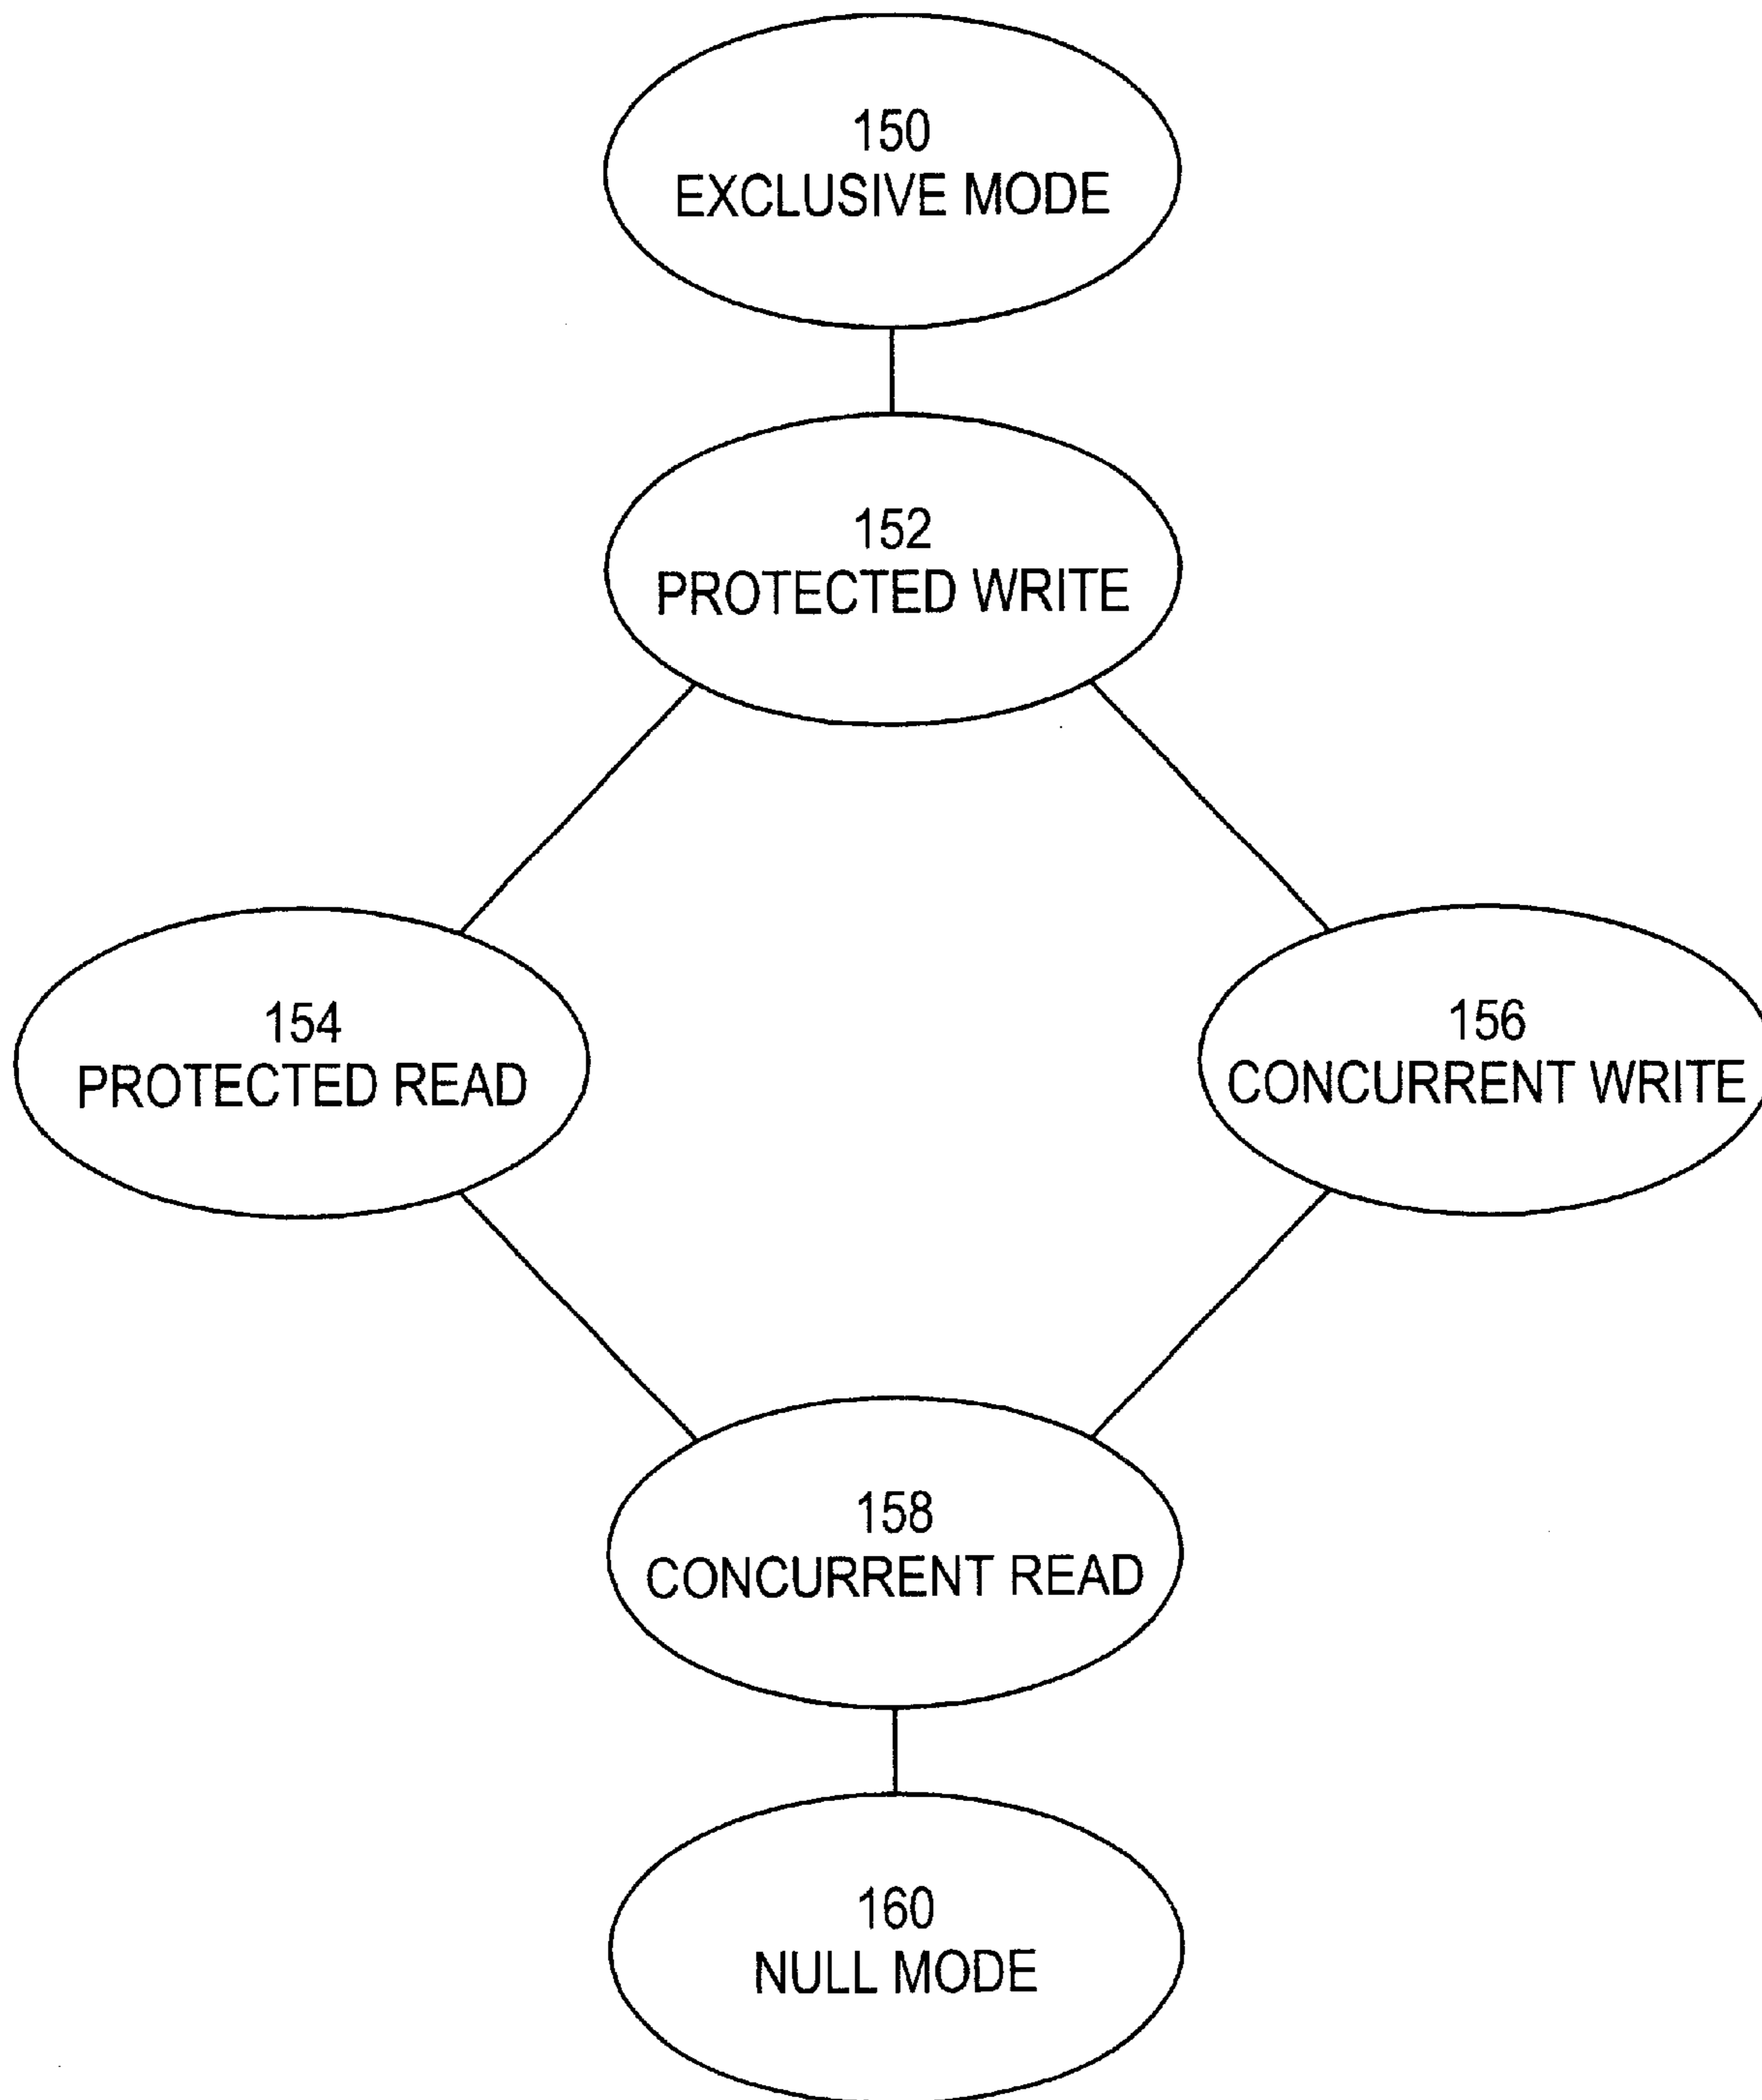 150
EXCLUSIVE MODE
152
PROTECTED WRITE
154
PROTECTED READ
156
CONCURRENT WRITE
158
CONCURRENT READ
160
NULL MODE